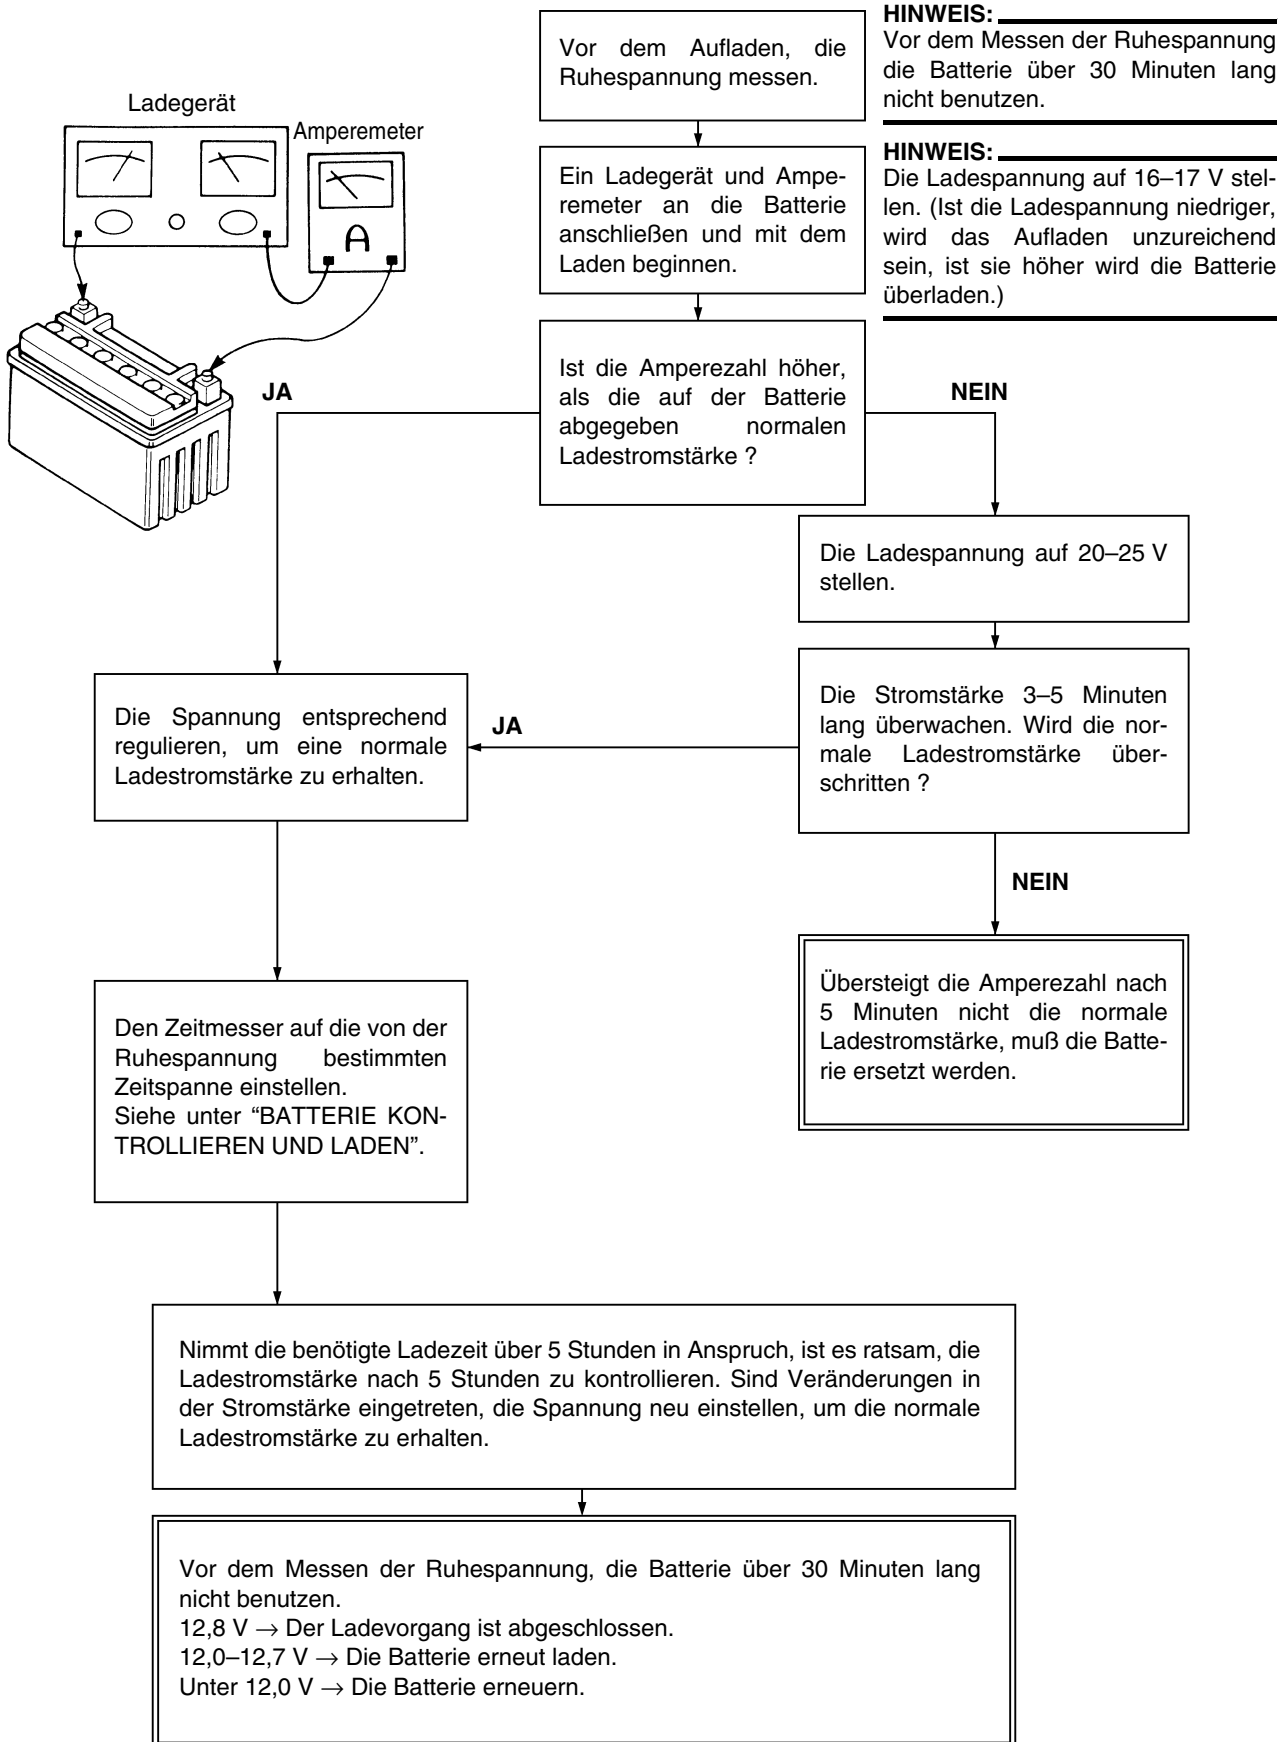 Vor dem Aufladen, die
Ruhespannung messen.
HINWEIS:
Vor dem Messen der Ruhespannung
die Batterie über 30 Minuten lang
nicht benutzen.
Ladegerät
Amperemeter
A
Ein Ladegerät und Ampe-
remeter an die Batterie
anschließen und mit dem
Laden beginnen.
HINWEIS:
Die Ladespannung auf 16–17 V stel-
len. (Ist die Ladespannung niedriger,
wird das Aufladen unzureichend
sein, ist sie höher wird die Batterie
überladen.)
Ist die Amperezahl höher,
als die auf der Batterie
abgegeben normalen
Ladestromstärke ?
JA
NEIN
Die Ladespannung auf 20–25 V
stellen.
Die Stromstärke 3–5 Minuten
lang überwachen. Wird die nor-
male Ladestromstärke über-
schritten ?
JA
Die Spannung entsprechend
regulieren, um eine normale
Ladestromstärke zu erhalten.
NEIN
Übersteigt die Amperezahl nach
5 Minuten nicht die normale
Ladestromstärke, muß die Batte-
rie ersetzt werden.
Den Zeitmesser auf die von der
Ruhespannung bestimmten
Zeitspanne einstellen.
Siehe unter “BATTERIE KON-
TROLLIEREN UND LADEN”.
Nimmt die benötigte Ladezeit über 5 Stunden in Anspruch, ist es ratsam, die
Ladestromstärke nach 5 Stunden zu kontrollieren. Sind Veränderungen in
der Stromstärke eingetreten, die Spannung neu einstellen, um die normale
Ladestromstärke zu erhalten.
Vor dem Messen der Ruhespannung, die Batterie über 30 Minuten lang
nicht benutzen.
12,8 V → Der Ladevorgang ist abgeschlossen.
12,0–12,7 V → Die Batterie erneut laden.
Unter 12,0 V → Die Batterie erneuern.